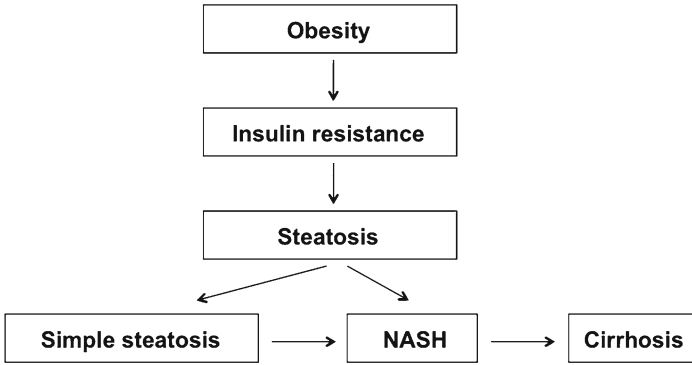 Obesity
Insulin resistance
Steatosis
Simple steatosis
NASH
Cirrhosis